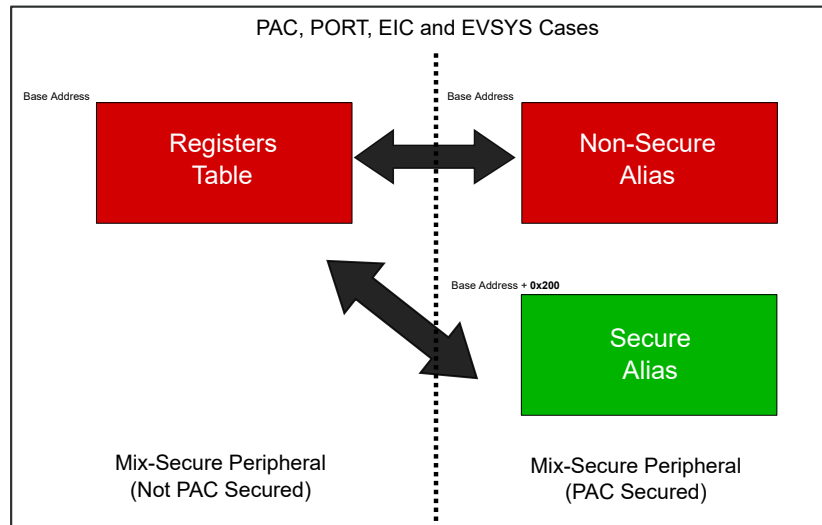 PAC, PORT, EIC and EVSYS Cases
Base Address
Registers
Table
Base Address
Non-Secure
Alias
Base Address + 0x200
Secure
Alias
Mix-Secure Peripheral
(Not PAC Secured)
Mix-Secure Peripheral
(PAC Secured)